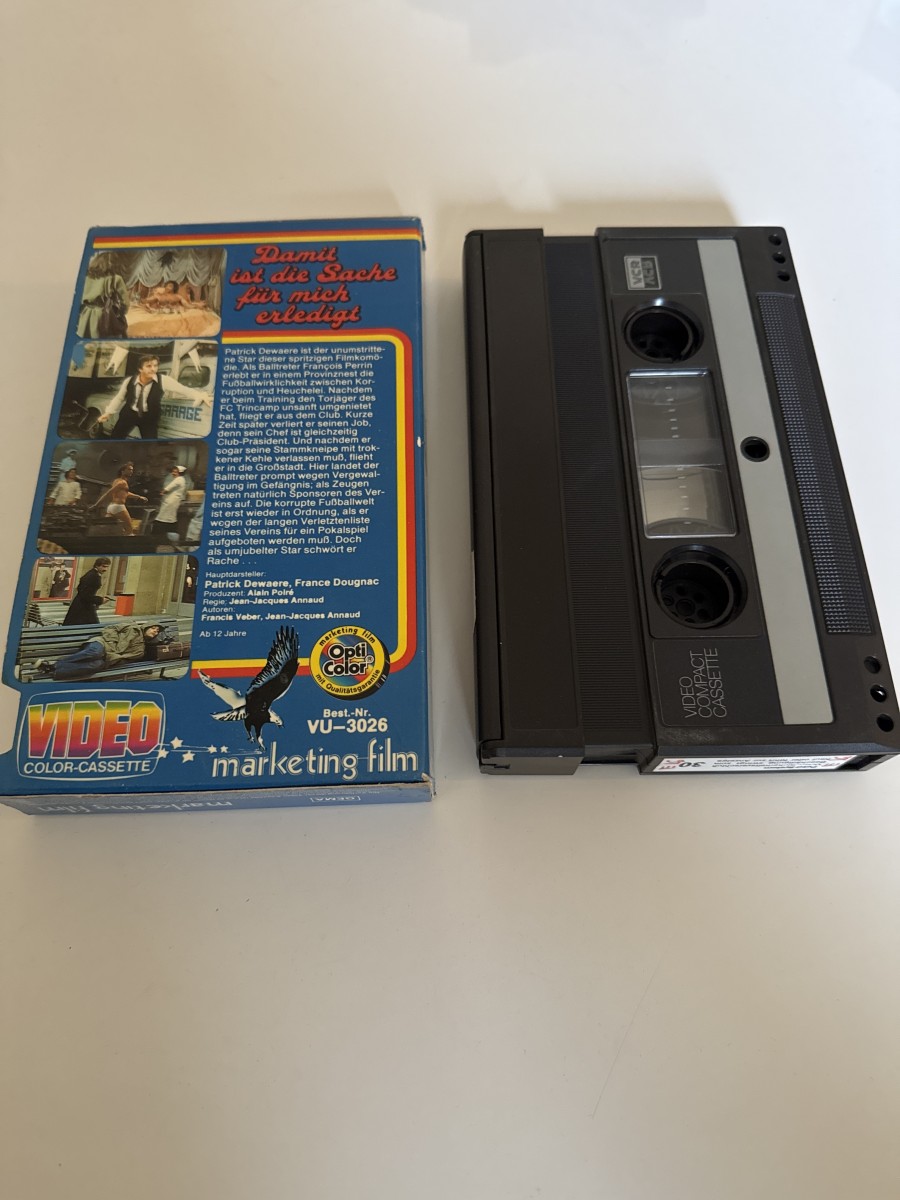 Damit
ist die Sache
für mich
erledigt
Patrick Dewaere ist der unumstritte-
ne Star dieser spritzigen Filmkomö-
die. Als Balltreter François Perrin
erlebt er in einem Provinznest die
Fußballwirklichkeit zwischen Kor-
ruption und Heuchelei. Nachdem
er beim Training den Torjäger des
FC Trincamp unsanft umgenietet
hat, fliegt er aus dem Club. Kurze
Zeit später verliert er seinen Job,
denn sein Chef ist gleichzeitig
Club-Präsident. Und nachdem er
sogar seine Stammkneipe mit trok-
kener Kehle verlassen muß, flieht
er in die Großstadt. Hier landet der
Balltreter prompt wegen Vergewal-
tigung im Gefängnis; als Zeugen
treten natürlich Sponsoren des Ver-
eins auf. Die korrupte Fußballwelt
ist erst wieder in Ordnung, als er
wegen der langen Verletztenliste
seines Vereins für ein Pokalspiel
aufgeboten werden muß. Doch
als umjubelter Star schwört er
Rache . . .
Hauptdarsteller:
Patrick Dewaere, France Dougnac
Produzent: Alain Poiré
Regie: Jean-Jacques Annaud
Autoren:
Francis Veber, Jean-Jacques Annaud
Ab 12 Jahre
GARAGE
marketing film
Opti
Color
mit Qualitätsgarantie
Best.-Nr.
VU–3026
VIDEO
COLOR-CASSETTE
marketing film
marketing film
GEMA
VCR
VCR
VIDEO
COMPACT
CASSETTE
30